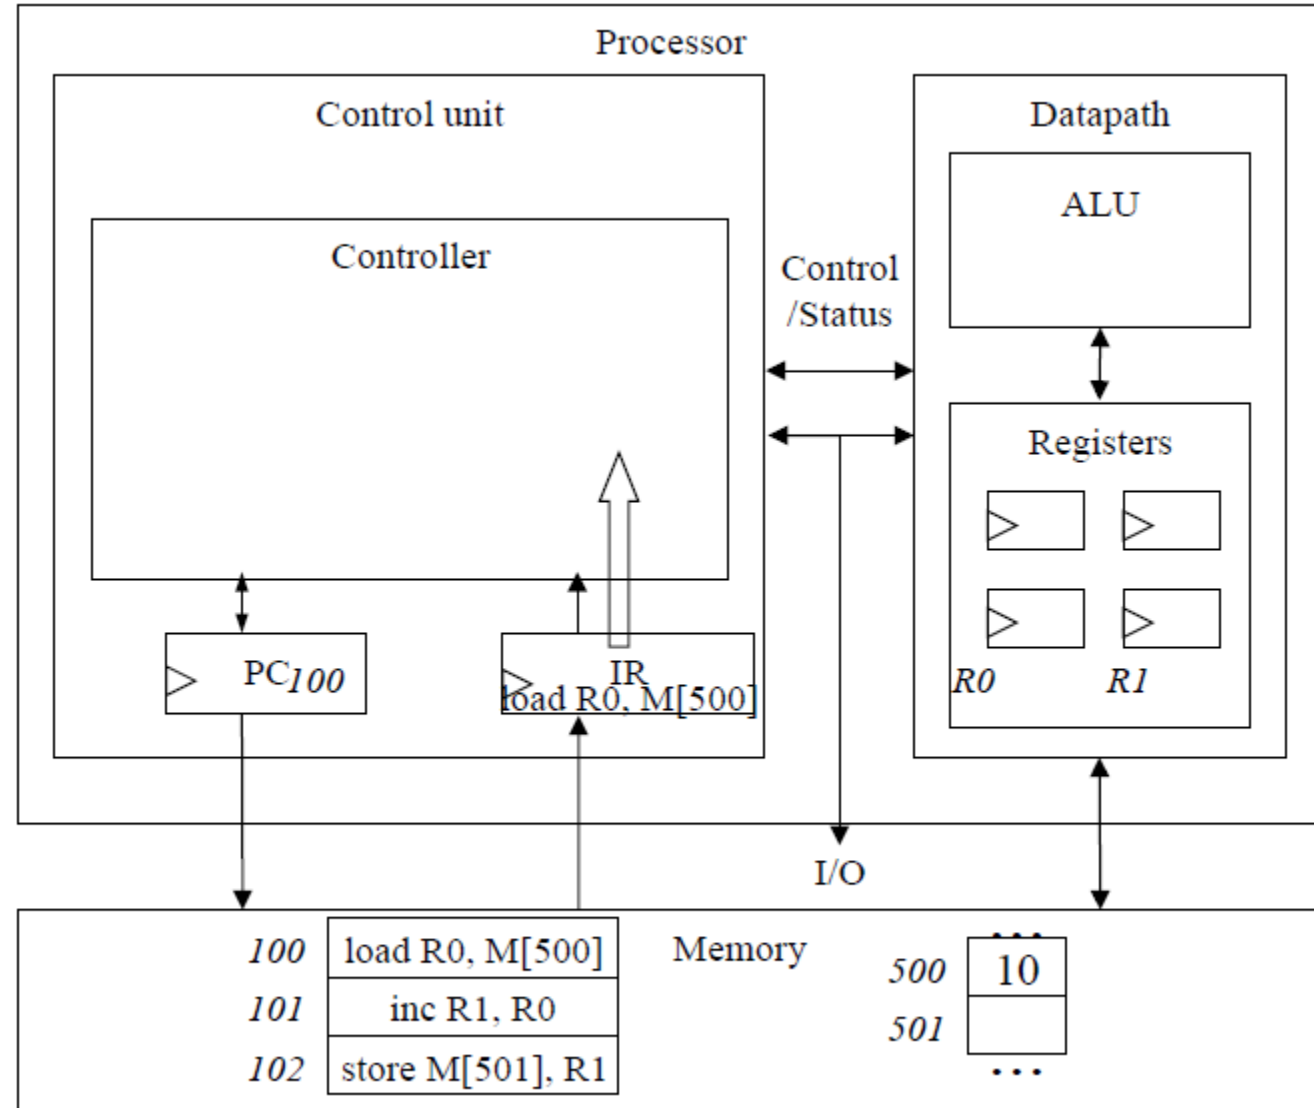 Processor
Control unit
Datapath
ALU
Controller
Control
/Status
Registers
PC 100
IR
load R0, M[500]
R0 R1
I/O
Memory
100 load R0, M[500]
101 inc R1, R0
102 store M[501], R1
...
500 10
501
...